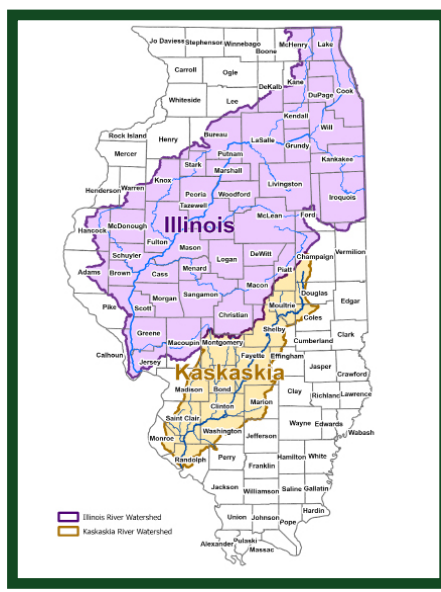 Jo Daviess Stephenson Winnebago Boone McHenry Lake
Carroll Ogle DeKalb Kane
DuPage Cook
Whiteside Lee
Kendall Will
Rock Island Henry Bureau LaSalle Grundy
Mercer Putnam
Stark Marshall Kankakee
Henderson Warren Knox Peoria Woodford Livingston
Tazewell Iroquois
McLean Ford
Hancock McDonough Illinois
Fulton Mason
Schuyler Logan DeWitt Champaign Vermilion
Adams Brown Cass Menard Piatt
Macon Douglas
Morgan Sangamon Moultrie Edgar
Pike Scott Christian Coles
Shelby
Greene Macoupin Montgomery Cumberland Clark
Calhoun Jersey Fayette Effingham
Jasper Crawford
Kaskaskia
Madison Bond Clay Richland Lawrence
Clinton Marion
Saint Clair Wayne Edwards
Monroe Washington Jefferson Wabash
Randolph Perry Hamilton White
Franklin
Jackson Williamson Saline Gallatin
Hardin
Illinois River Watershed
Union Johnson Pope
Kaskaskia River Watershed
Alexander Pulaski
Massac